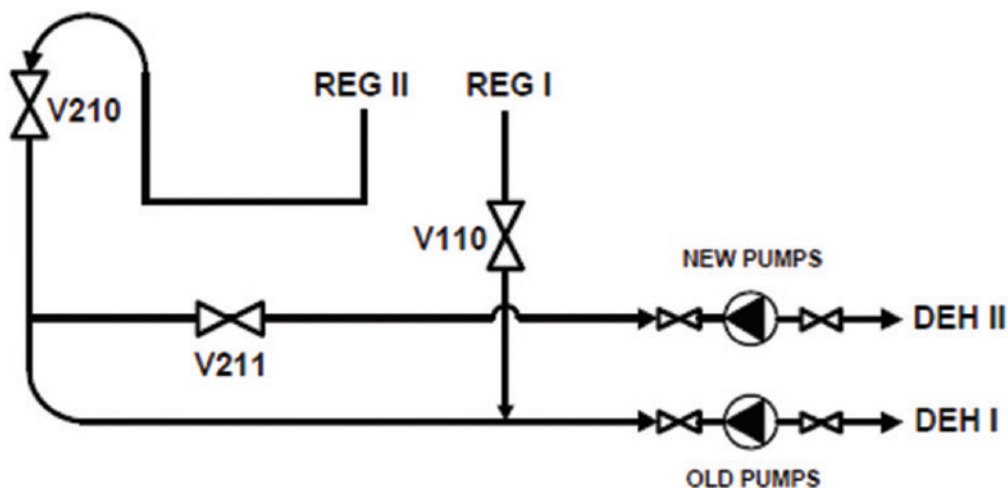 REG II
REG I
V210
V110
NEW PUMPS
DEH II
V211
DEH I
OLD PUMPS